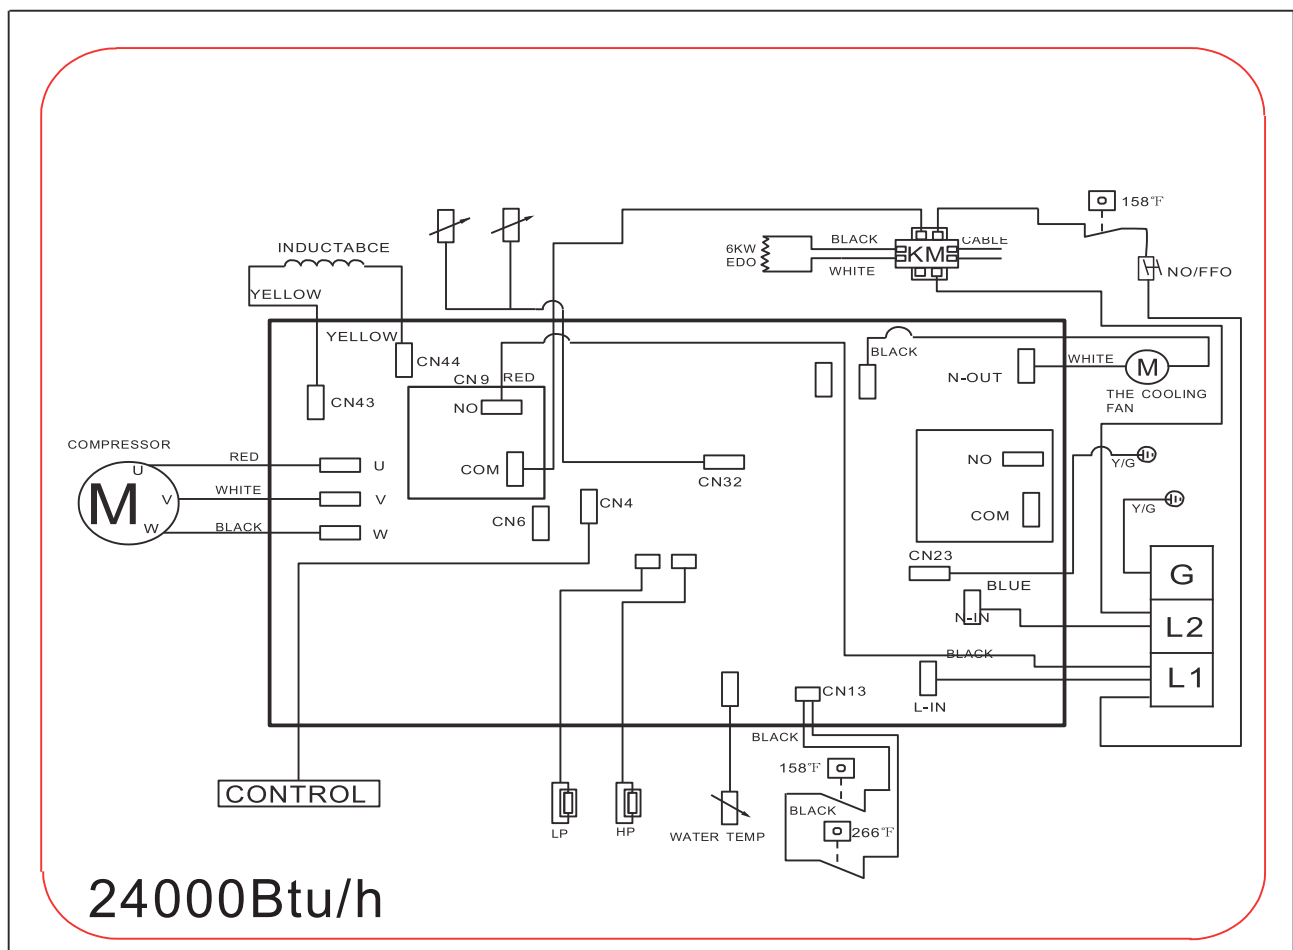 158℉
INDUCTABCE
6KW
EDO
BLACK
WHITE
KM
CABLE
NO/FFO
YELLOW
YELLOW
CN44
CN9
RED
NO
CN43
BLACK
N-OUT
WHITE
M
THE COOLING
FAN
COMPRESSOR
M
U
V
W
RED
WHITE
BLACK
U
V
W
COM
CN32
CN4
CN6
NO
COM
Y/G
Y/G
CN23
BLUE
N-IN
G
L2
L1
BLACK
L-IN
CN13
BLACK
158℉
BLACK
266℉
CONTROL
LP
HP
WATER TEMP
24000Btu/h